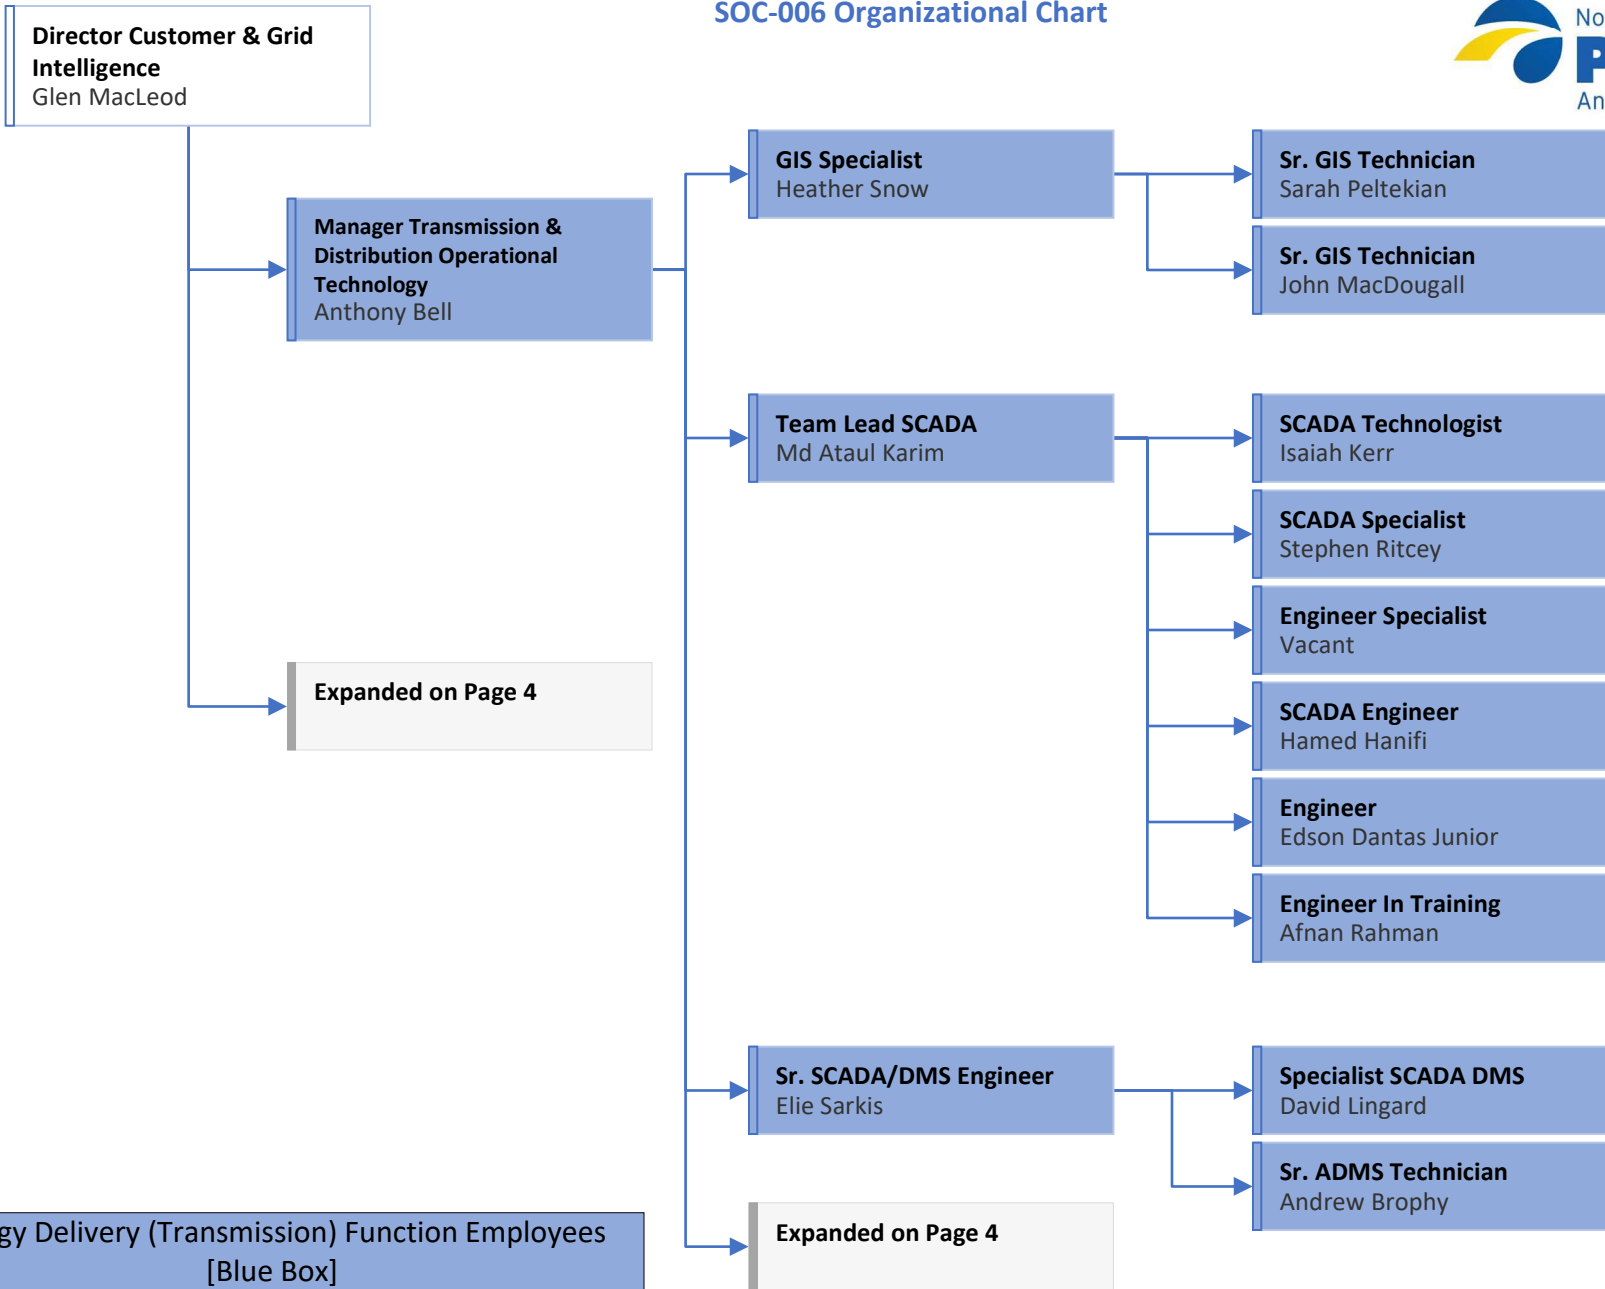 SOC-006 Organizational Chart
No
P
An
Director Customer & Grid
Intelligence
Glen MacLeod
Manager Transmission &
Distribution Operational
Technology
Anthony Bell
Expanded on Page 4
GIS Specialist
Heather Snow
Sr. GIS Technician
Sarah Peltekian
Sr. GIS Technician
John MacDougall
Team Lead SCADA
Md Ataul Karim
SCADA Technologist
Isaiah Kerr
SCADA Specialist
Stephen Ritcey
Engineer Specialist
Vacant
SCADA Engineer
Hamed Hanifi
Engineer
Edson Dantas Junior
Engineer In Training
Afnan Rahman
Sr. SCADA/DMS Engineer
Elie Sarkis
Specialist SCADA DMS
David Lingard
Sr. ADMS Technician
Andrew Brophy
Expanded on Page 4
gy Delivery (Transmission) Function Employees
[Blue Box]